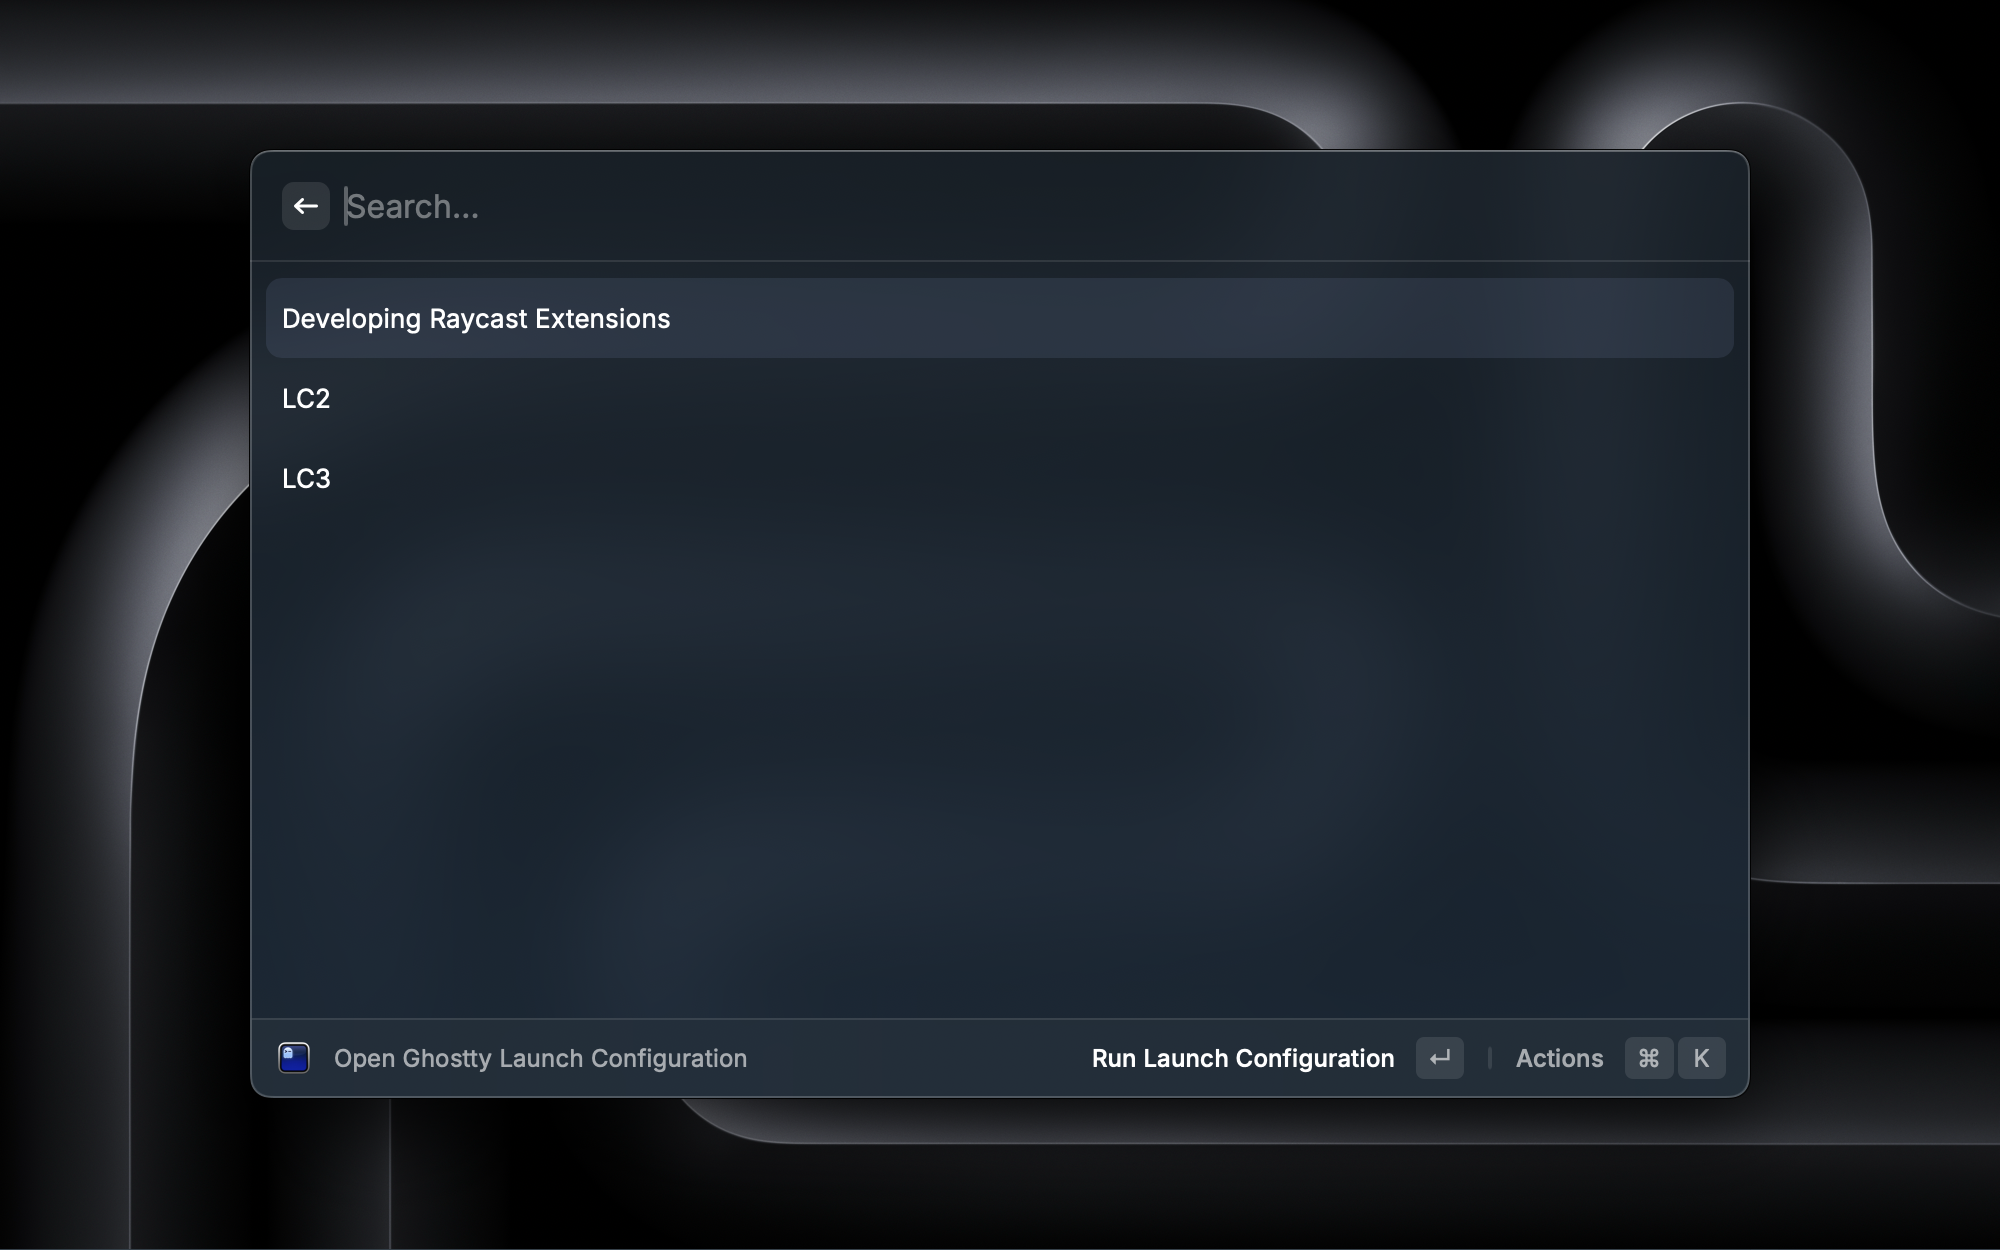 Search...
Developing Raycast Extensions
LC2
LC3
Open Ghostty Launch Configuration
Run Launch Configuration ↵ Actions ⌘ K